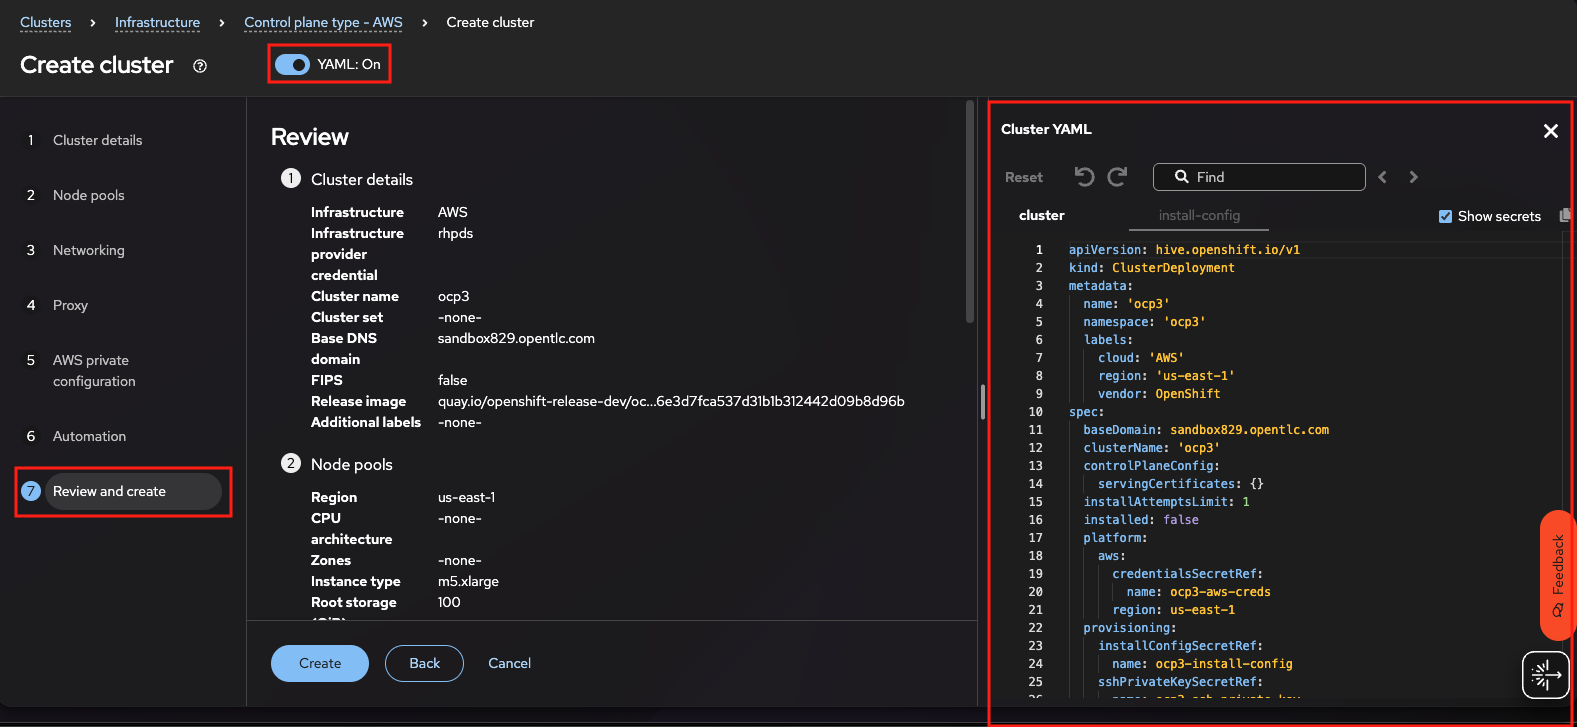 Clusters > Infrastructure > Control plane type - AWS > Create cluster
Create cluster
YAML: On
1 Cluster details
2 Node pools
3 Networking
4 Proxy
5 AWS private
configuration
6 Automation
7 Review and create
Review
1 Cluster details
Infrastructure AWS
Infrastructure rhpds
provider
credential
Cluster name ocp3
Cluster set -none-
Base DNS sandbox829.opentlc.com
domain
FIPS false
Release image quay.io/openshift-release-dev/oc...6e3d7fca537d31b1b312442d09b8d96b
Additional labels -none-
2 Node pools
Region us-east-1
CPU -none-
architecture
Zones -none-
Instance type m5.xlarge
Root storage 100
Create Back Cancel
Cluster YAML
Reset Find
cluster install-config Show secrets
1 apiVersion: hive.openshift.io/v1
2 kind: ClusterDeployment
3 metadata:
4 name: 'ocp3'
5 namespace: 'ocp3'
6 labels:
7 cloud: 'AWS'
8 region: 'us-east-1'
9 vendor: OpenShift
10 spec:
11 baseDomain: sandbox829.opentlc.com
12 clusterName: 'ocp3'
13 controlPlaneConfig:
14 servingCertificates: {}
15 installAttemptsLimit: 1
16 installed: false
17 platform:
18 aws:
19 credentialsSecretRef:
20 name: ocp3-aws-creds
21 region: us-east-1
22 provisioning:
23 installConfigSecretRef:
24 name: ocp3-install-config
25 sshPrivateKeySecretRef:
Feedback